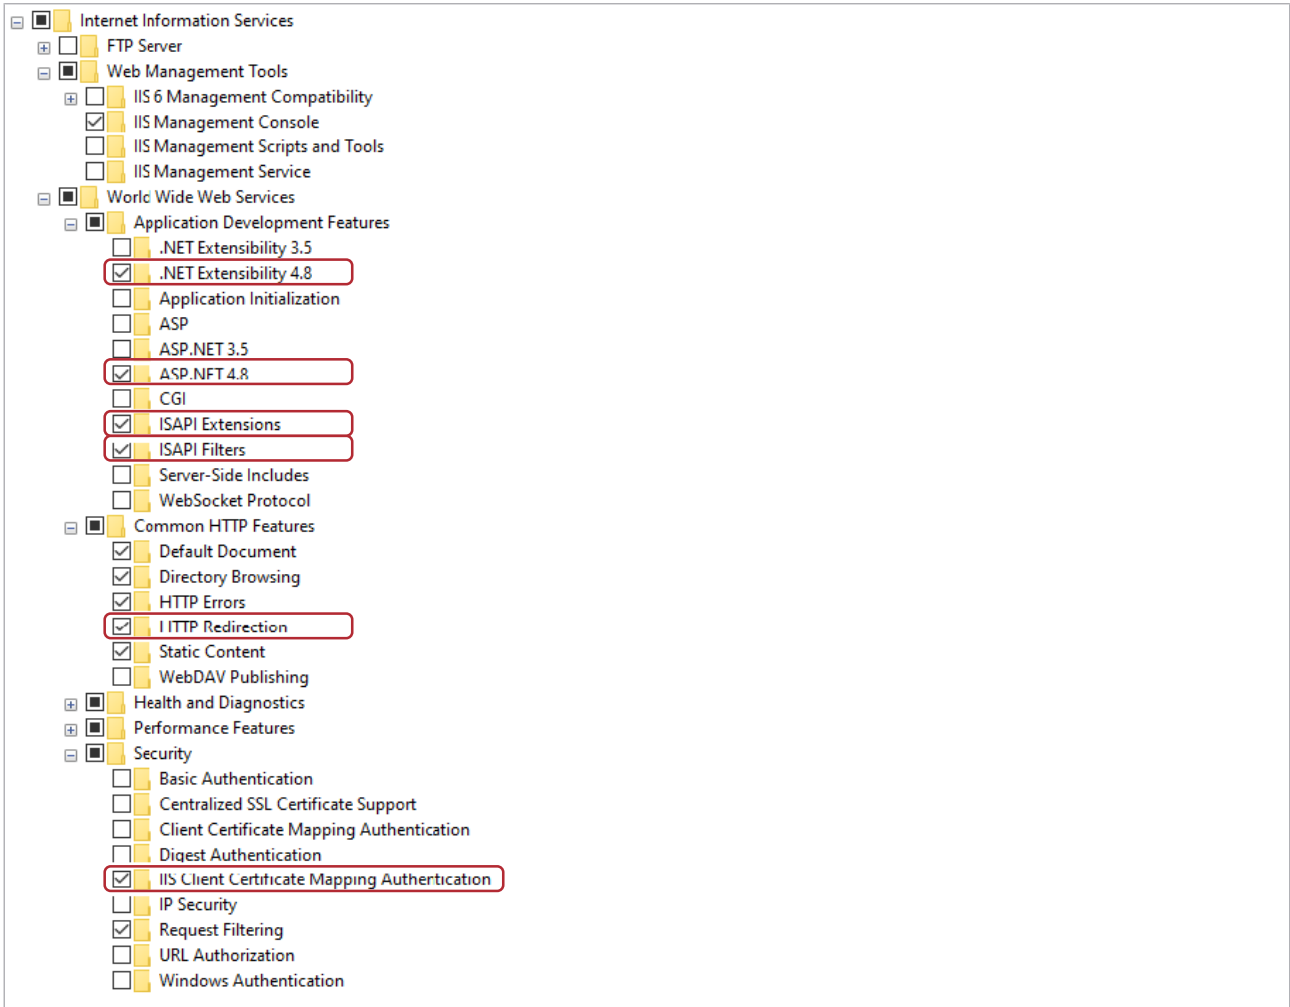 Internet Information Services
FTP Server
Web Management Tools
IIS 6 Management Compatibility
IIS Management Console
IIS Management Scripts and Tools
IIS Management Service
World Wide Web Services
Application Development Features
.NET Extensibility 3.5
.NET Extensibility 4.8
Application Initialization
ASP
ASP.NET 3.5
ASP.NET 4.8
CGI
ISAPI Extensions
ISAPI Filters
Server-Side Includes
WebSocket Protocol
Common HTTP Features
Default Document
Directory Browsing
HTTP Errors
HTTP Redirection
Static Content
WebDAV Publishing
Health and Diagnostics
Performance Features
Security
Basic Authentication
Centralized SSL Certificate Support
Client Certificate Mapping Authentication
Digest Authentication
IIS Client Certificate Mapping Authentication
IP Security
Request Filtering
URL Authorization
Windows Authentication